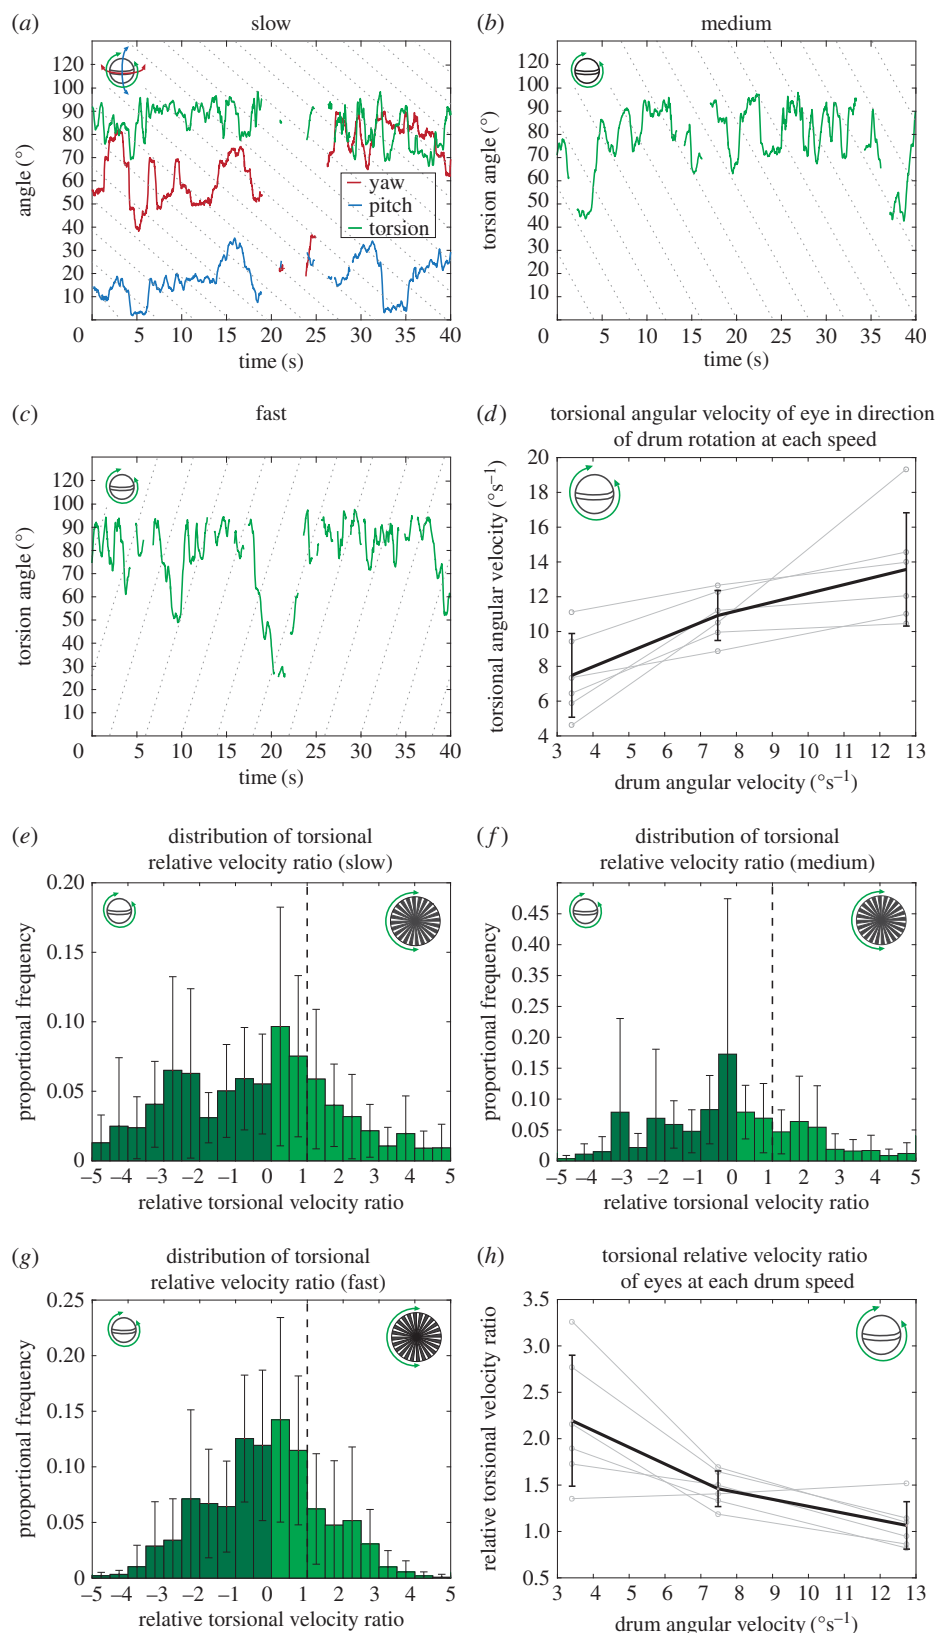 (a) slow
120
110
100
90
80
70
60
50
40
30
20
10
0 5 10 15 20 25 30 35 40
angle (°)
time (s)
yaw
pitch
torsion
(b) medium
120
110
100
90
80
70
60
50
40
30
20
10
0 5 10 15 20 25 30 35 40
torsion angle (°)
time (s)
(c) fast
120
110
100
90
80
70
60
50
40
30
20
10
0 5 10 15 20 25 30 35 40
torsion angle (°)
time (s)
(d) torsional angular velocity of eye in direction
of drum rotation at each speed
20
18
16
14
12
10
8
6
4
3 4 5 6 7 8 9 10 11 12 13
torsional angular velocity (°s−1)
drum angular velocity (°s−1)
(e) distribution of torsional
relative velocity ratio (slow)
0.20
0.15
0.10
0.05
0
−5 −4 −3 −2 −1 0 1 2 3 4 5
proportional frequency
relative torsional velocity ratio
(f) distribution of torsional
relative velocity ratio (medium)
0.45
0.40
0.35
0.30
0.25
0.20
0.15
0.10
0.05
0
−5 −4 −3 −2 −1 0 1 2 3 4 5
proportional frequency
relative torsional velocity ratio
(g) distribution of torsional
relative velocity ratio (fast)
0.25
0.20
0.15
0.10
0.05
0
−5 −4 −3 −2 −1 0 1 2 3 4 5
proportional frequency
relative torsional velocity ratio
(h) torsional relative velocity ratio
of eyes at each drum speed
3.5
3.0
2.5
2.0
1.5
1.0
0.5
3 4 5 6 7 8 9 10 11 12 13
relative torsional velocity ratio
drum angular velocity (°s−1)